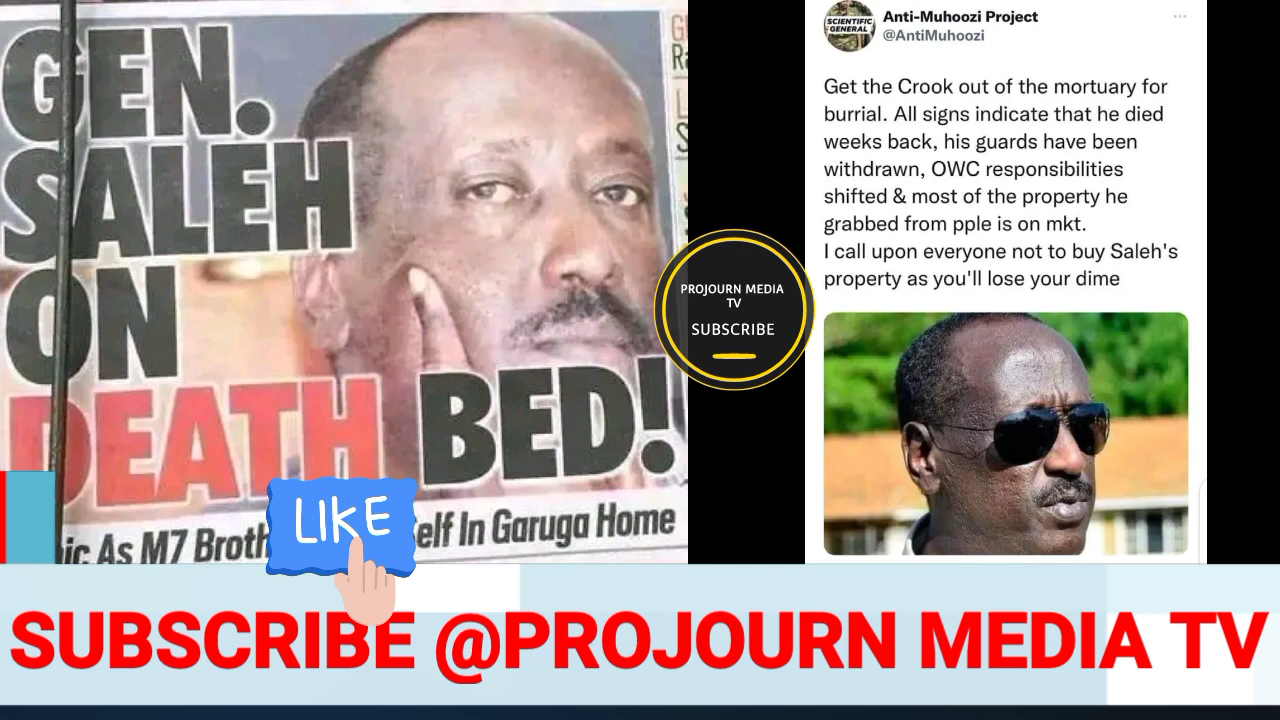 GEN.
SALEH
ON
DEATH BED!
As M7 Broth
elf In Garuga Home
PROJOURN MEDIA
TV
SUBSCRIBE
SCIENTIFIC
GENERAL
Anti-Muhoozi Project
@AntiMuhoozi
Get the Crook out of the mortuary for
burial. All signs indicate that he died
weeks back, his guards have been
withdrawn, OWC responsibilities
shifted & most of the property he
grabbed from pple is on mkt.
I call upon everyone not to buy Saleh's
property as you'll lose your dime
LIKE
SUBSCRIBE @PROJOURN MEDIA TV